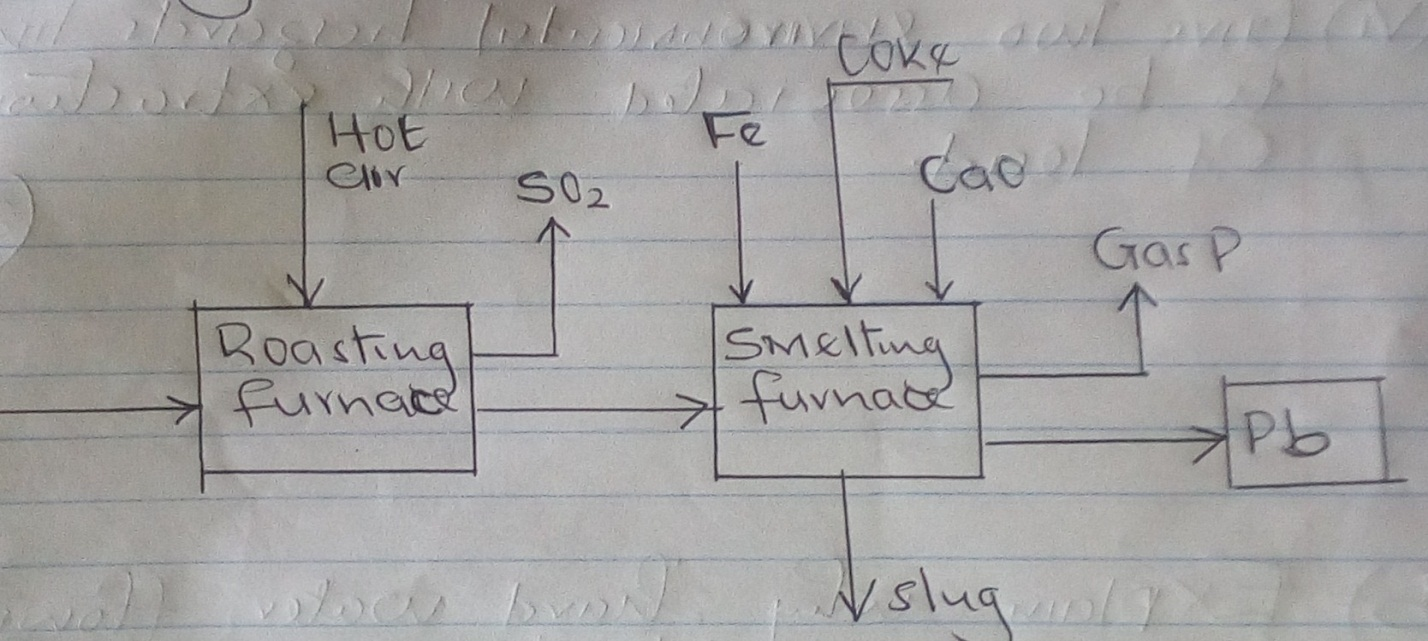 Coke
Hot
air
Fe
SO₂
CaO
Gas P
Roasting
furnace
Smelting
furnace
Pb
slug